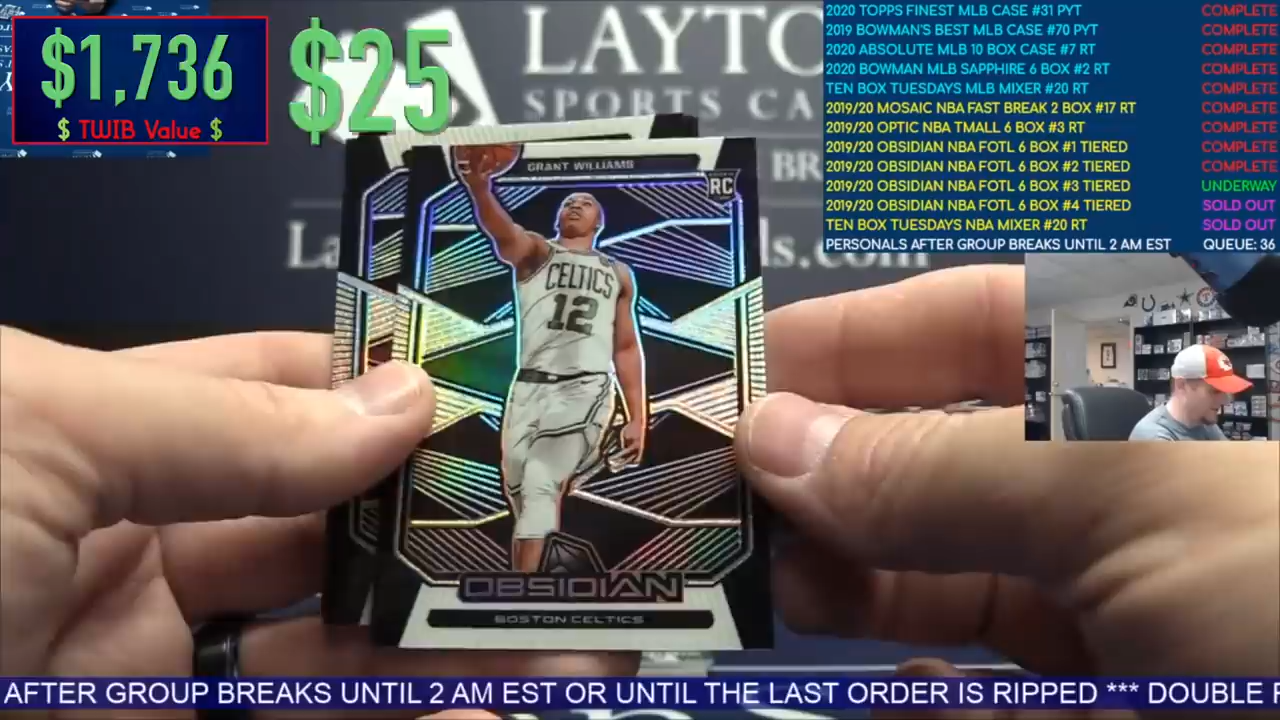 $1,736
$ TWIB Value $
$25
LAYTO
SPORTS CA
BR
La
ls.com
2020 TOPPS FINEST MLB CASE #31 PYT COMPLETE
2019 BOWMAN'S BEST MLB CASE #70 PYT COMPLETE
2020 ABSOLUTE MLB 10 BOX CASE #7 RT COMPLETE
2020 BOWMAN MLB SAPPHIRE 6 BOX #2 RT COMPLETE
TEN BOX TUESDAYS MLB MIXER #20 RT COMPLETE
2019/20 MOSAIC NBA FAST BREAK 2 BOX #17 RT COMPLETE
2019/20 OPTIC NBA TMALL 6 BOX #3 RT COMPLETE
2019/20 OBSIDIAN NBA FOTL 6 BOX #1 TIERED COMPLETE
2019/20 OBSIDIAN NBA FOTL 6 BOX #2 TIERED COMPLETE
2019/20 OBSIDIAN NBA FOTL 6 BOX #3 TIERED UNDERWAY
2019/20 OBSIDIAN NBA FOTL 6 BOX #4 TIERED SOLD OUT
TEN BOX TUESDAYS NBA MIXER #20 RT SOLD OUT
PERSONALS AFTER GROUP BREAKS UNTIL 2 AM EST QUEUE: 36
GRANT WILLIAMS
RC
CELTICS
12
OBSIDIAN
BOSTON CELTICS
AFTER GROUP BREAKS UNTIL 2 AM EST OR UNTIL THE LAST ORDER IS RIPPED *** DOUBLE